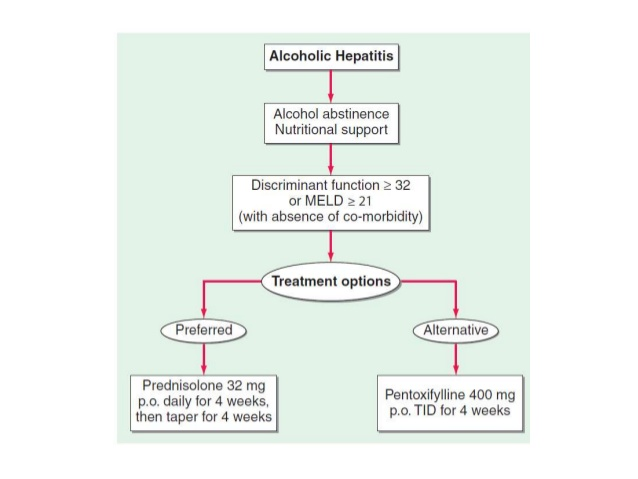 Alcoholic Hepatitis
Alcohol abstinence
Nutritional support
Discriminant function ≥ 32
or MELD ≥ 21
(with absence of co-morbidity)
Treatment options
Preferred
Alternative
Prednisolone 32 mg
p.o. daily for 4 weeks,
then taper for 4 weeks
Pentoxifylline 400 mg
p.o. TID for 4 weeks